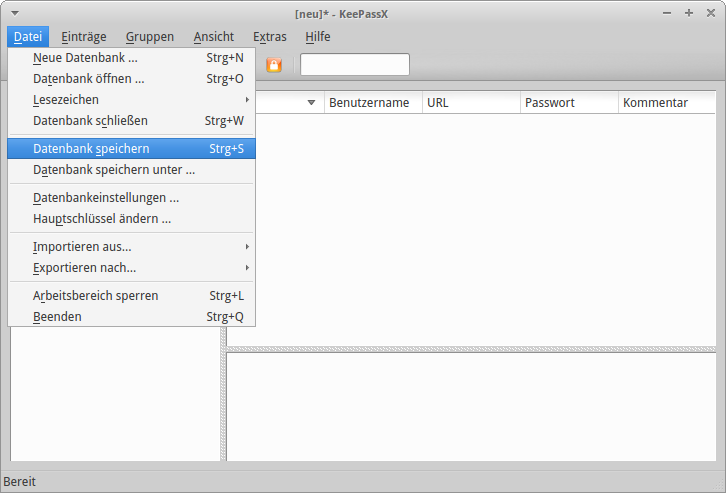 [neu]* - KeePassX
Datei Einträge Gruppen Ansicht Extras Hilfe
Neue Datenbank ... Strg+N
Datenbank öffnen ... Strg+O
Lesezeichen
Datenbank schließen Strg+W
Datenbank speichern Strg+S
Datenbank speichern unter ...
Datenbankeinstellungen ...
Hauptschlüssel ändern ...
Importieren aus...
Exportieren nach...
Arbeitsbereich sperren Strg+L
Beenden Strg+Q
Benutzername URL Passwort Kommentar
Bereit